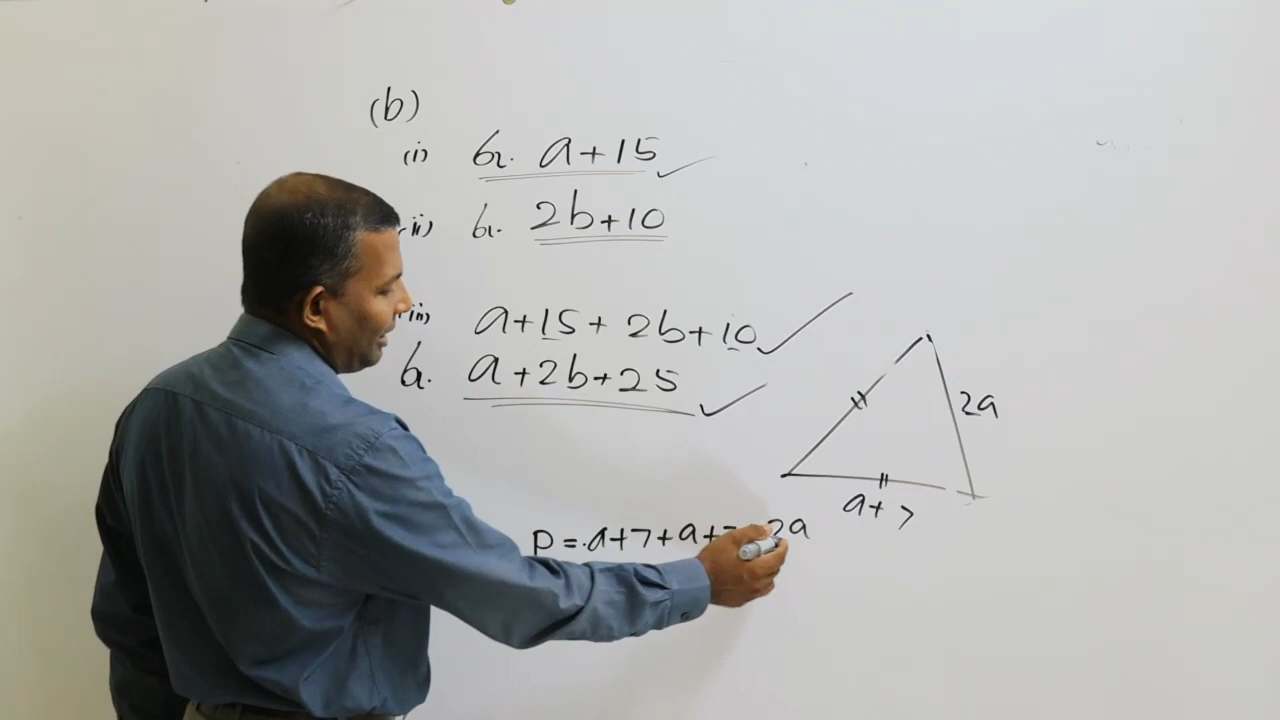 (b)
(i) රු. a+15
ii) රු. 2b+10
iii) a+15 + 2b+10
රු. a+2b+25
2a
a+7
P = a+7+a+ 2a